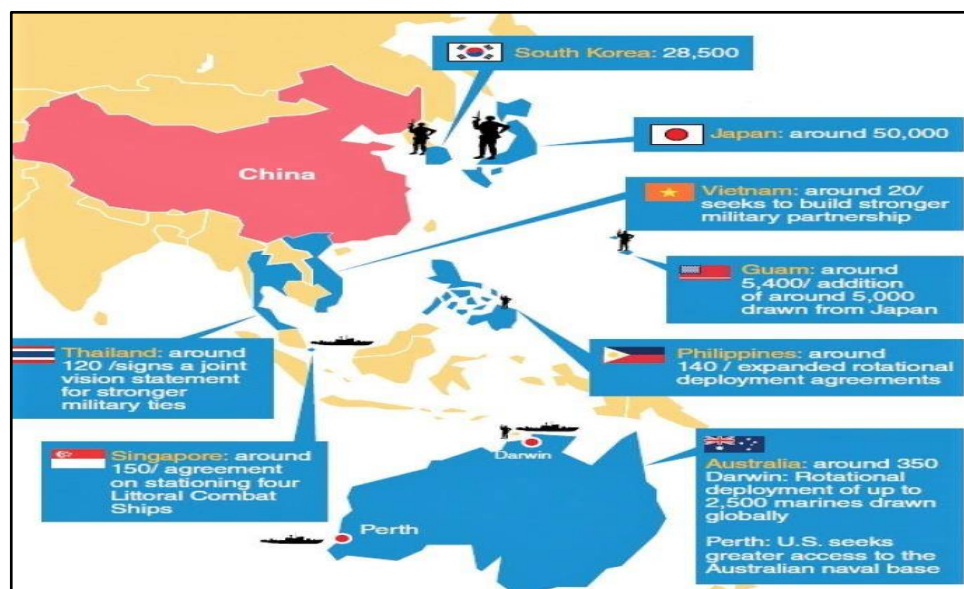 South Korea: 28,500
Japan: around 50,000
China
Vietnam: around 20/
seeks to build stronger
military partnership
Guam: around
5,400/ addition
of around 5,000
drawn from Japan
Thailand: around
120 /signs a joint
vision statement
for stronger
military ties
Philippines: around
140 / expanded rotational
deployment agreements
Singapore: around
150/ agreement
on stationing four
Littoral Combat
Ships
Darwin
Perth
Australia: around 350
Darwin: Rotational
deployment of up to
2,500 marines drawn
globally
Perth: U.S. seeks
greater access to the
Australian naval base